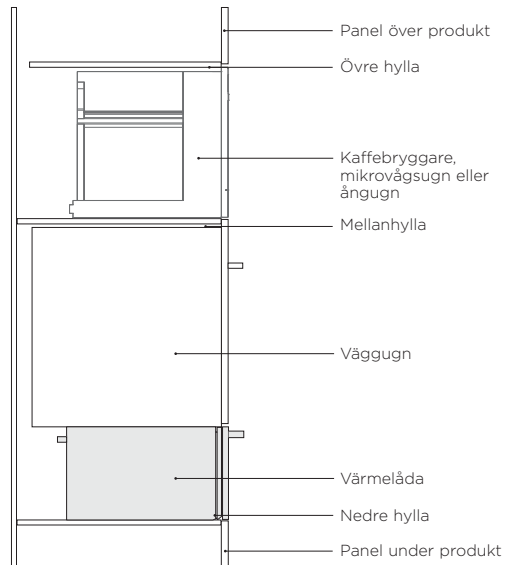 Panel över produkt
Övre hylla
Kaffebryggare,
mikrovågsugn eller
ångugn
Mellanhylla
Väggugn
Värmelåda
Nedre hylla
Panel under produkt